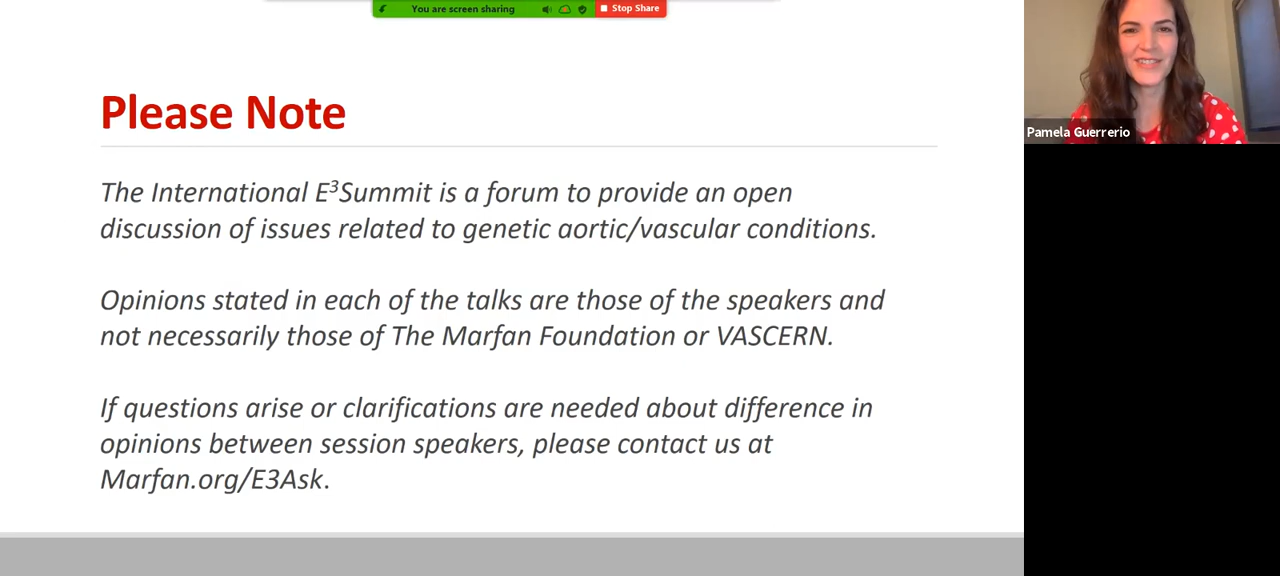 You are screen sharing
Stop Share
Please Note
The International E³Summit is a forum to provide an open
discussion of issues related to genetic aortic/vascular conditions.
Opinions stated in each of the talks are those of the speakers and
not necessarily those of The Marfan Foundation or VASCERN.
If questions arise or clarifications are needed about difference in
opinions between session speakers, please contact us at
Marfan.org/E3Ask.
Pamela Guerrerio